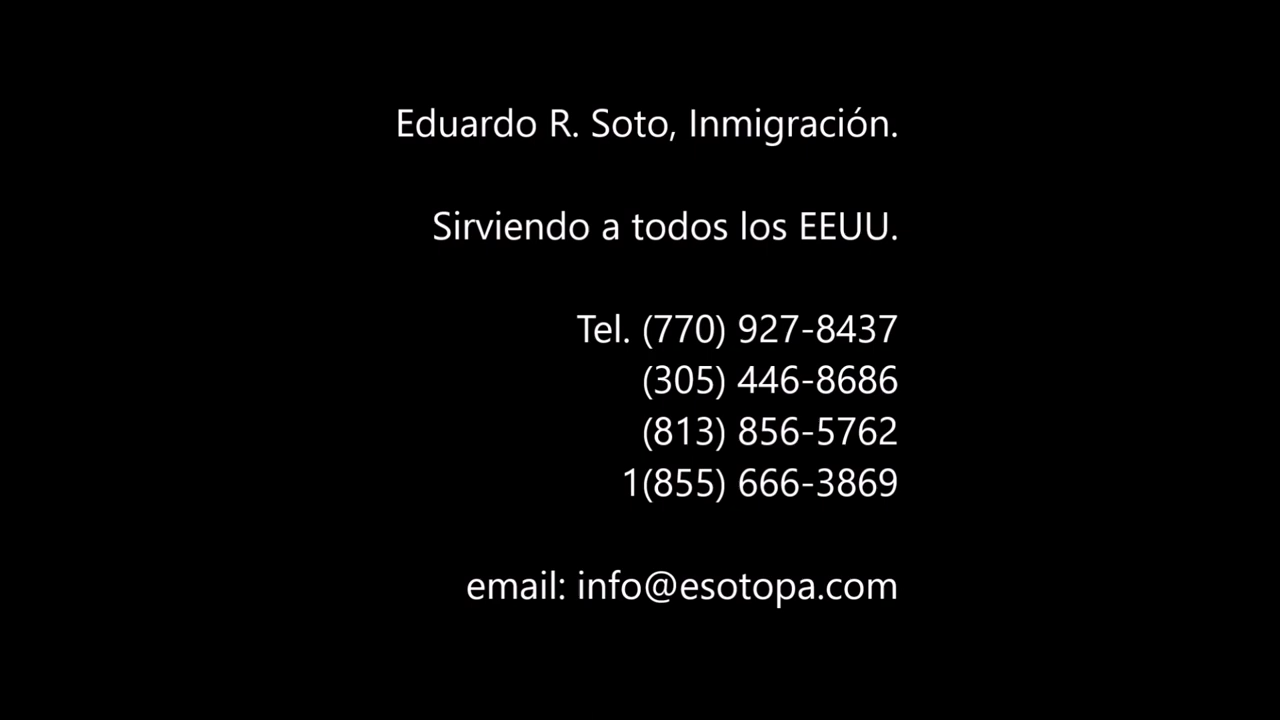 Eduardo R. Soto, Inmigración.
Sirviendo a todos los EEUU.
Tel. (770) 927-8437
(305) 446-8686
(813) 856-5762
1(855) 666-3869
email: info@esotopa.com